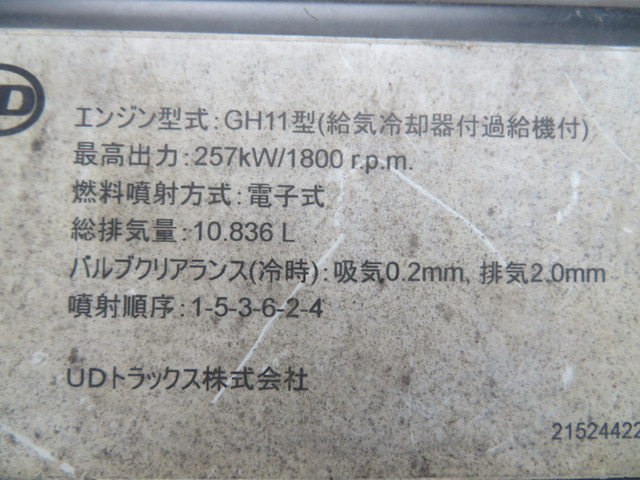 エンジン型式:GH11型(給気冷却器付過給機付)
最高出力:257kW/1800 r.p.m.
燃料噴射方式:電子式
総排気量:10.836 L
バルブクリアランス(冷時):吸気0.2mm, 排気2.0mm
噴射順序:1-5-3-6-2-4
UDトラックス株式会社
21524422